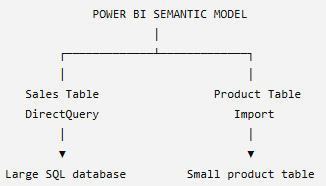 POWER BI SEMANTIC MODEL
Sales Table Product Table
DirectQuery Import
Large SQL database Small product table